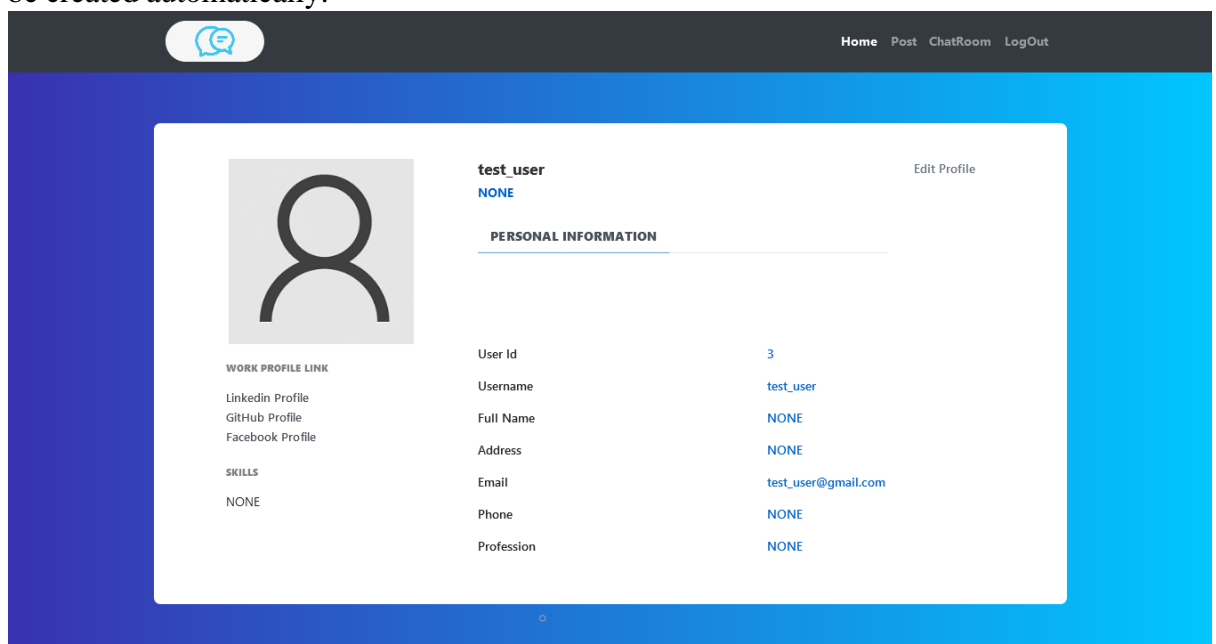 be created automatically.
Home Post ChatRoom LogOut
test_user
Edit Profile
NONE
PERSONAL INFORMATION
WORK PROFILE LINK
Linkedin Profile
GitHub Profile
Facebook Profile
SKILLS
NONE
User Id 3
Username test_user
Full Name NONE
Address NONE
Email test_user@gmail.com
Phone NONE
Profession NONE